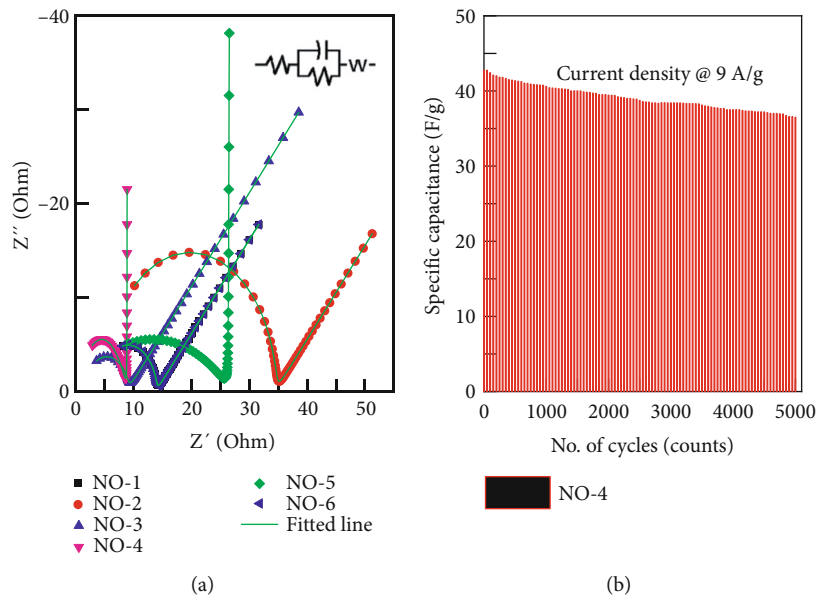 −40
−20
0
0
10
20
30
40
50
Z″ (Ohm)
Z′ (Ohm)
W
NO-1
NO-2
NO-3
NO-4
NO-5
NO-6
Fitted line
(a)
50
40
30
20
10
0
0
1000
2000
3000
4000
5000
Specific capacitance (F/g)
Current density @ 9 A/g
No. of cycles (counts)
NO-4
(b)